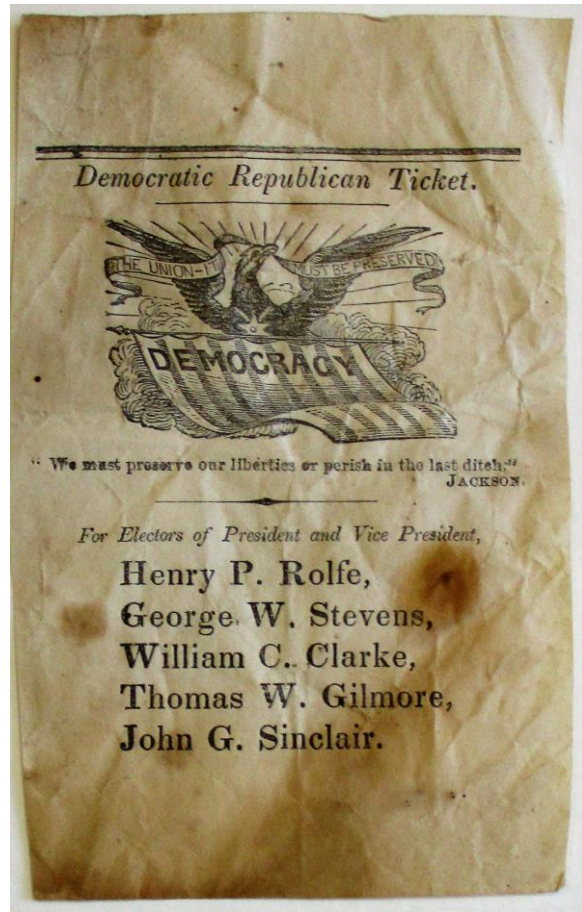 Democratic Republican Ticket.
THE UNION-IT MUST BE PRESERVED
DEMOCRACY
"We must preserve our liberties or perish in the last ditch;"
JACKSON.
For Electors of President and Vice President,
Henry P. Rolfe,
George W. Stevens,
William C. Clarke,
Thomas W. Gilmore,
John G. Sinclair.